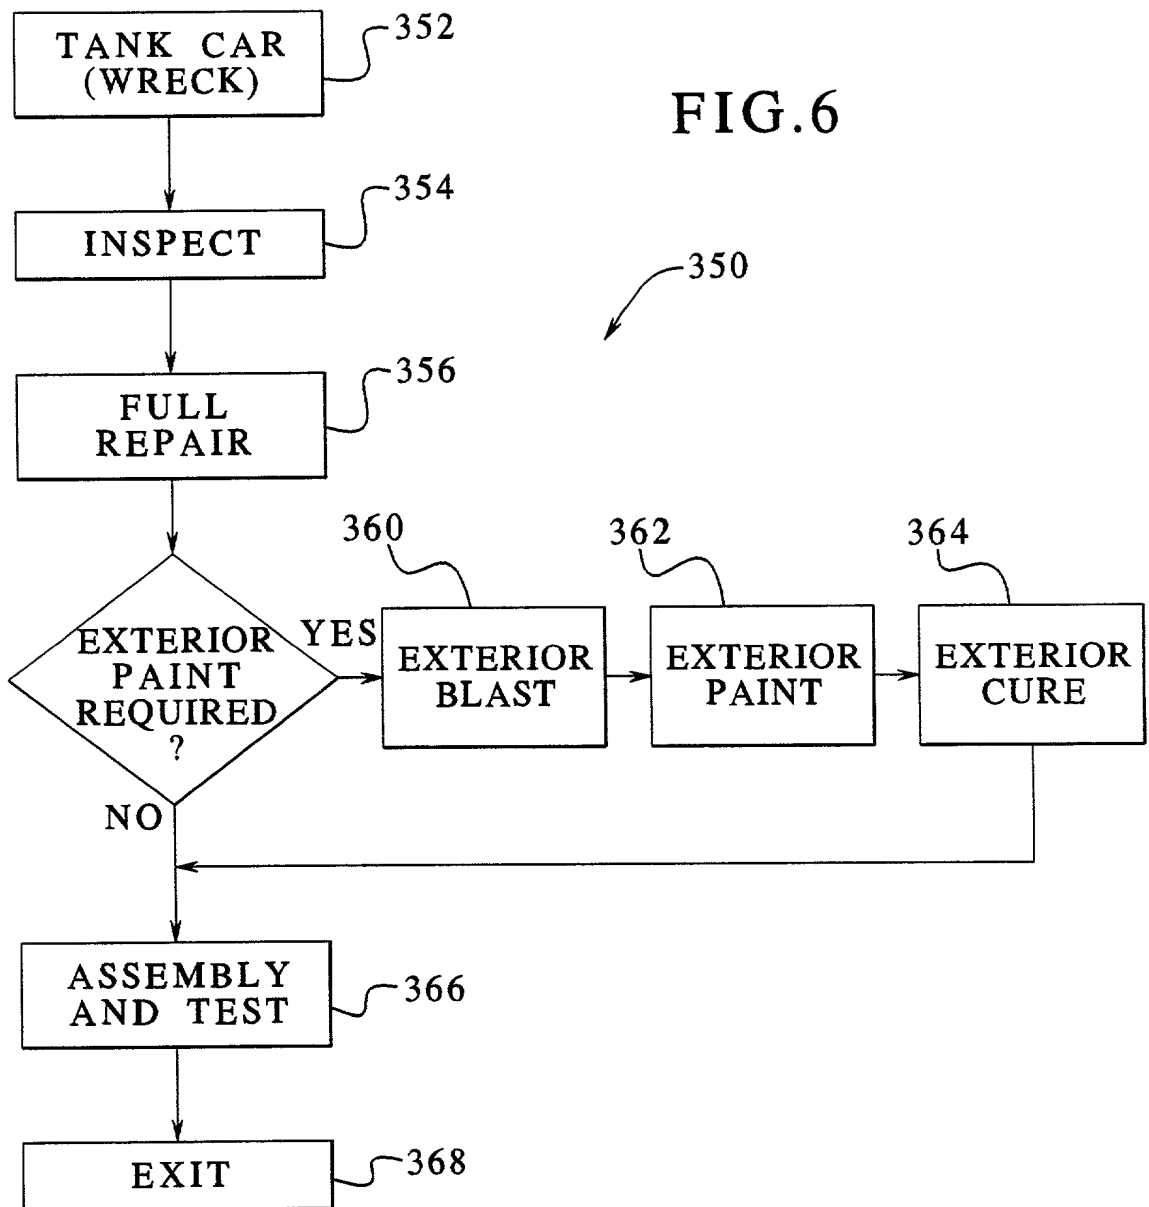 TANK CAR
(WRECK)
352
FIG.6
INSPECT
354
350
FULL
REPAIR
356
EXTERIOR
PAINT
REQUIRED
?
YES
NO
EXTERIOR
BLAST
360
EXTERIOR
PAINT
362
EXTERIOR
CURE
364
ASSEMBLY
AND TEST
366
EXIT
368